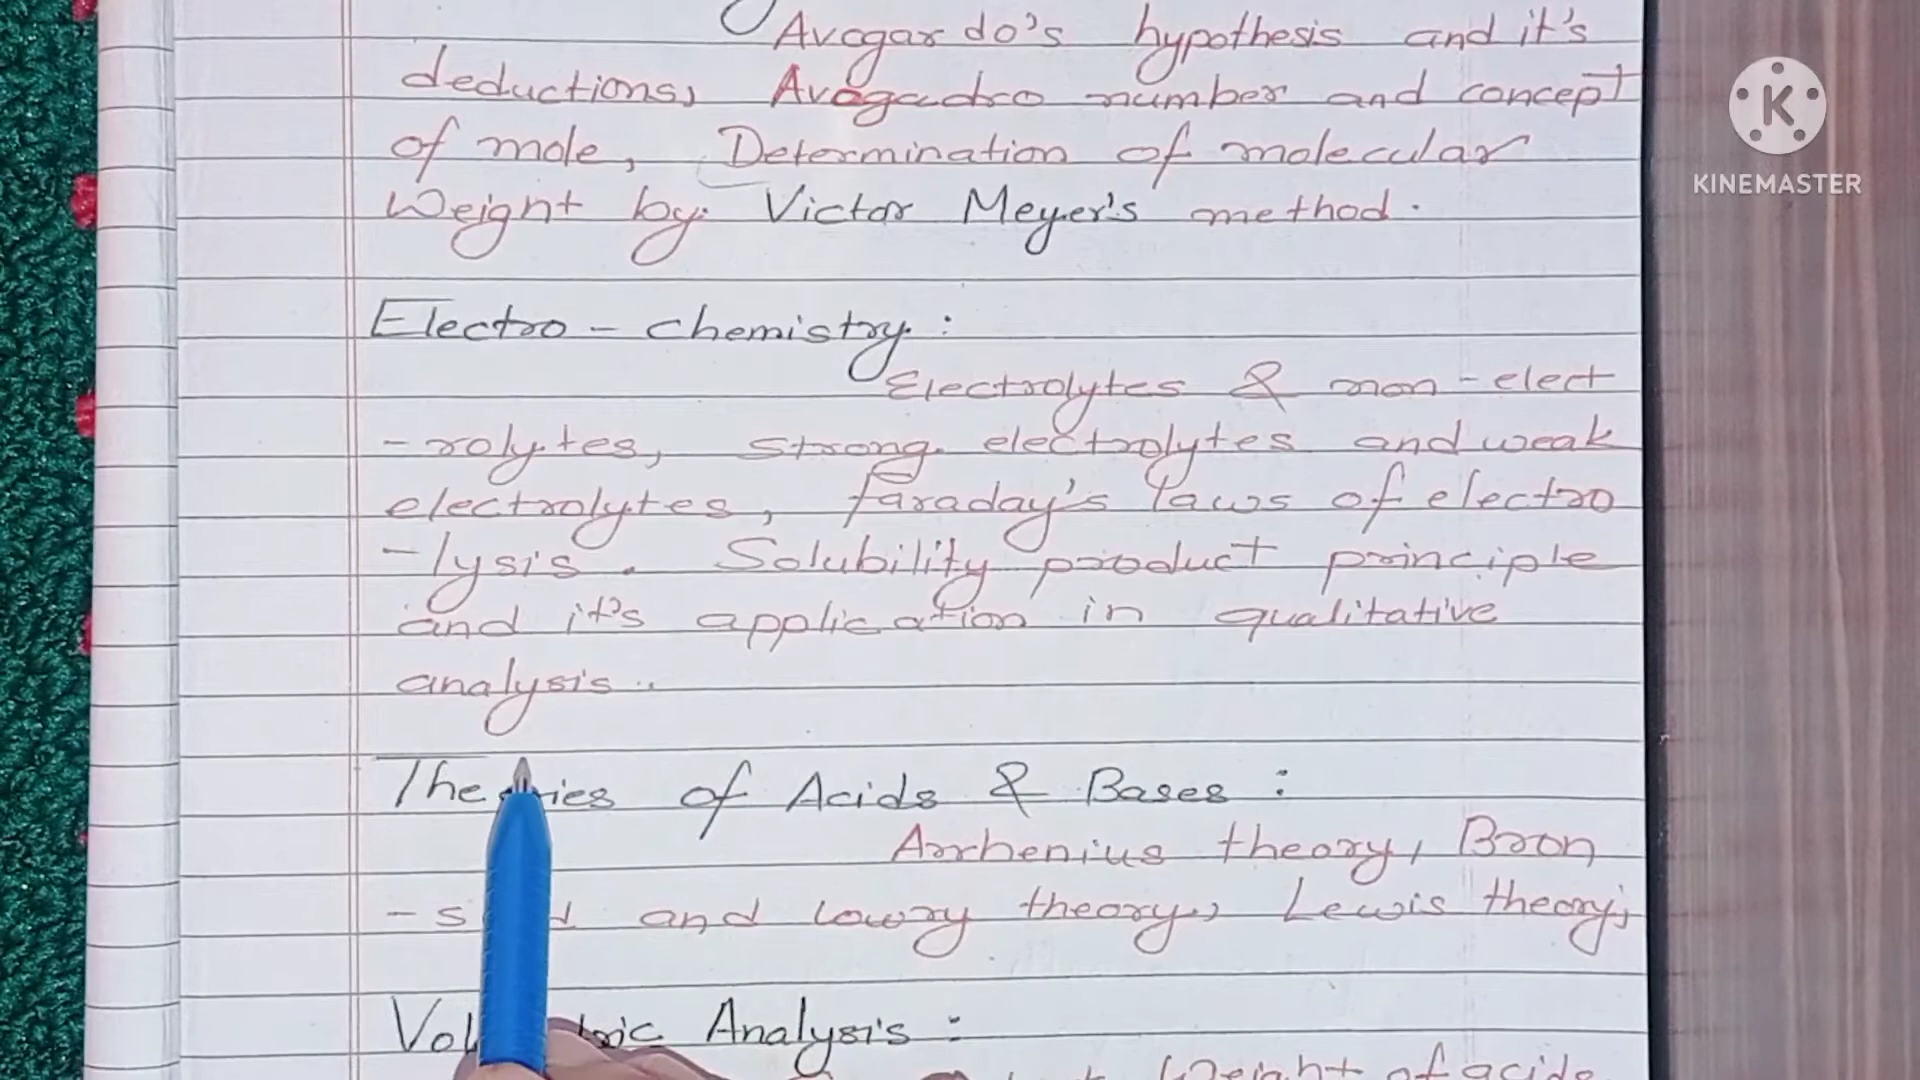 Avogardo's hypothesis and it's
deductions, Avogadro number and concept
of mole, Determination of molecular
Weight by Victor Meyer's method.
K
KINEMASTER
Electro - chemistry :
Electrolytes & non - elect
- rolytes, strong electrolytes and weak
electrolytes, faraday's laws of electro
- lysis. Solubility product principle
and it's application in qualitative
analysis.
of Acids & Bases :
Arrhenius theory, Bron
and lowry theory, Lewis theory,
Analysis :
Weight of acids